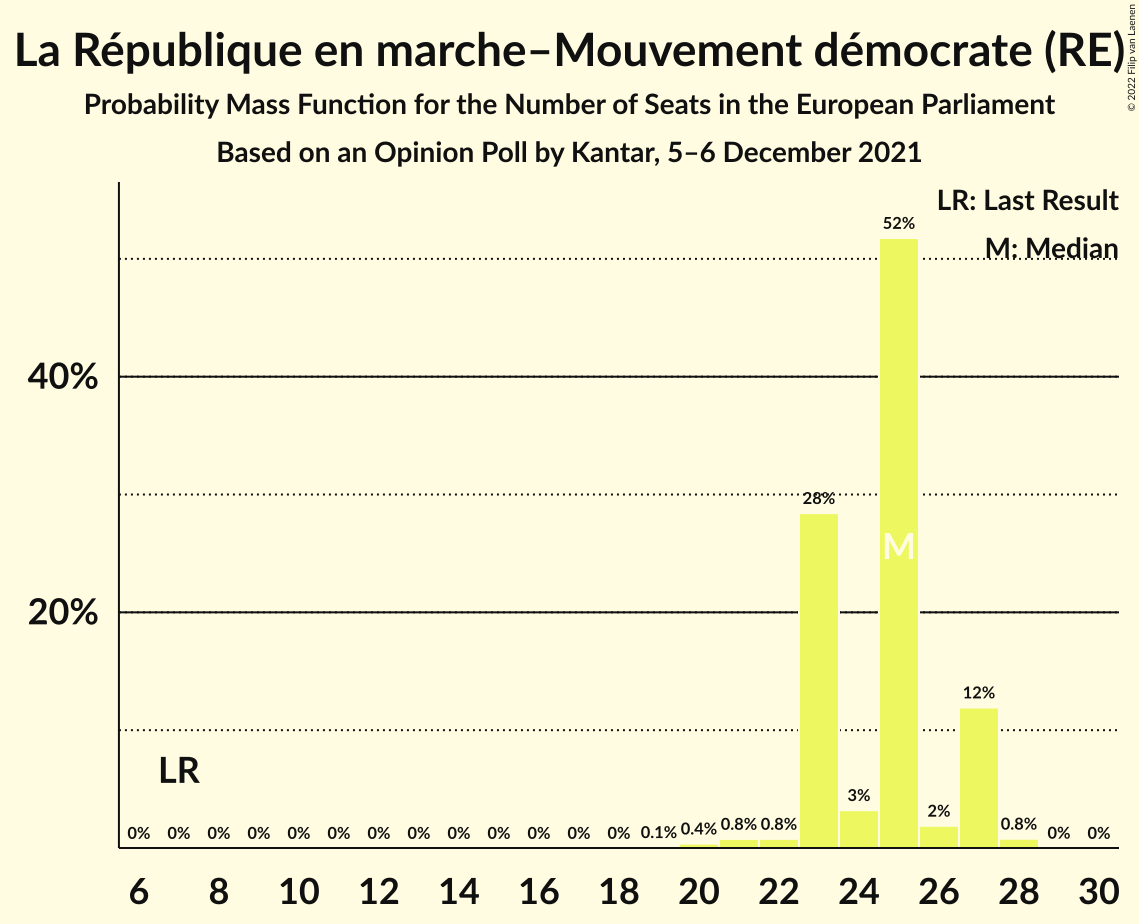 La République en marche–Mouvement démocrate (RE)
Probability Mass Function for the Number of Seats in the European Parliament
Based on an Opinion Poll by Kantar, 5–6 December 2021
© 2022 Filip van Laenen
LR: Last Result
M: Median
52%
40%
28%
M
20%
12%
LR
3%
2%
0% 0% 0% 0% 0% 0% 0% 0% 0% 0% 0% 0% 0% 0.1% 0.4% 0.8% 0.8% 0.8% 0% 0%
6 8 10 12 14 16 18 20 22 24 26 28 30